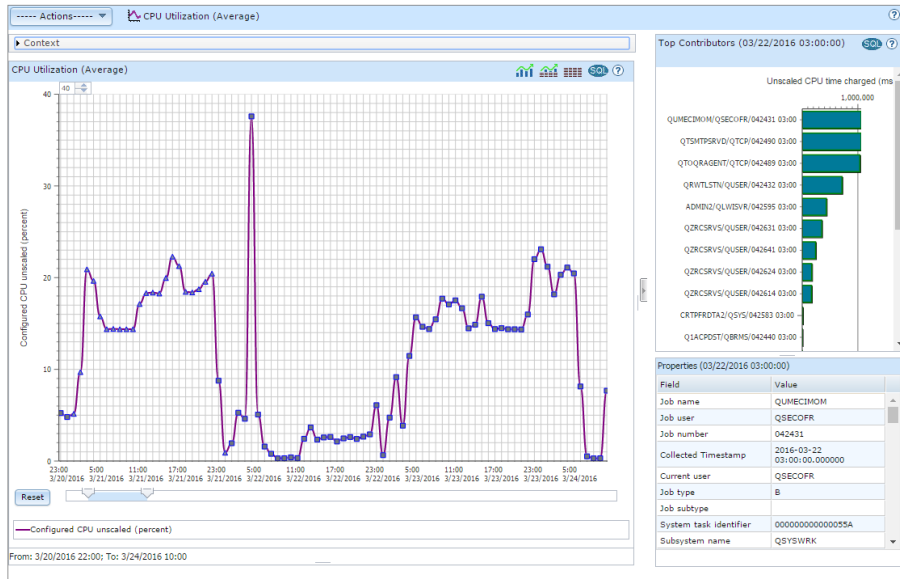 ----- Actions-----
CPU Utilization (Average)
?
Context
CPU Utilization (Average)
SQL ?
40
40
30
20
10
0
Configured CPU unscaled (percent)
23:00 5:00 11:00 17:00 23:00 5:00 11:00 17:00 23:00 5:00 11:00 17:00 23:00 5:00
3/20/2016 3/21/2016 3/21/2016 3/21/2016 3/21/2016 3/22/2016 3/22/2016 3/22/2016 3/22/2016 3/23/2016 3/23/2016 3/23/2016 3/23/2016 3/24/2016
Reset
Configured CPU unscaled (percent)
From: 3/20/2016 22:00; To: 3/24/2016 10:00
Top Contributors (03/22/2016 03:00:00)
SQL ?
Unscaled CPU time charged (ms
1,000,000
QUMECIMOM/QSECOFR/042431 03:00
QTSMTPSRVD/QTCP/042490 03:00
QTOQRAGENT/QTCP/042489 03:00
QRWTLSTN/QUSER/042432 03:00
ADMIN2/QLWISVR/042595 03:00
QZRCSRVS/QUSER/042631 03:00
QZRCSRVS/QUSER/042641 03:00
QZRCSRVS/QUSER/042624 03:00
QZRCSRVS/QUSER/042614 03:00
CRTPFRDTA2/QSYS/042583 03:00
Q1ACPDST/QBRMS/042440 03:00
Properties (03/22/2016 03:00:00)
Field Value
Job name QUMECIMOM
Job user QSECOFR
Job number 042431
Collected Timestamp 2016-03-22
03:00:00.000000
Current user QSECOFR
Job type B
Job subtype
System task identifier 000000000000055A
Subsystem name QSYSWRK